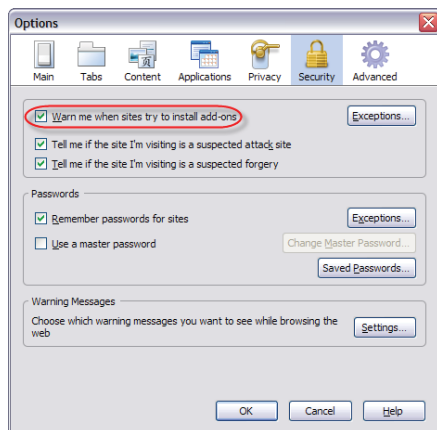 Options
Main Tabs Content Applications Privacy Security Advanced
Warn me when sites try to install add-ons Exceptions...
Tell me if the site I'm visiting is a suspected attack site
Tell me if the site I'm visiting is a suspected forgery
Passwords
Remember passwords for sites Exceptions...
Use a master password Change Master Password...
Saved Passwords...
Warning Messages
Choose which warning messages you want to see while browsing the
web
Settings...
OK Cancel Help